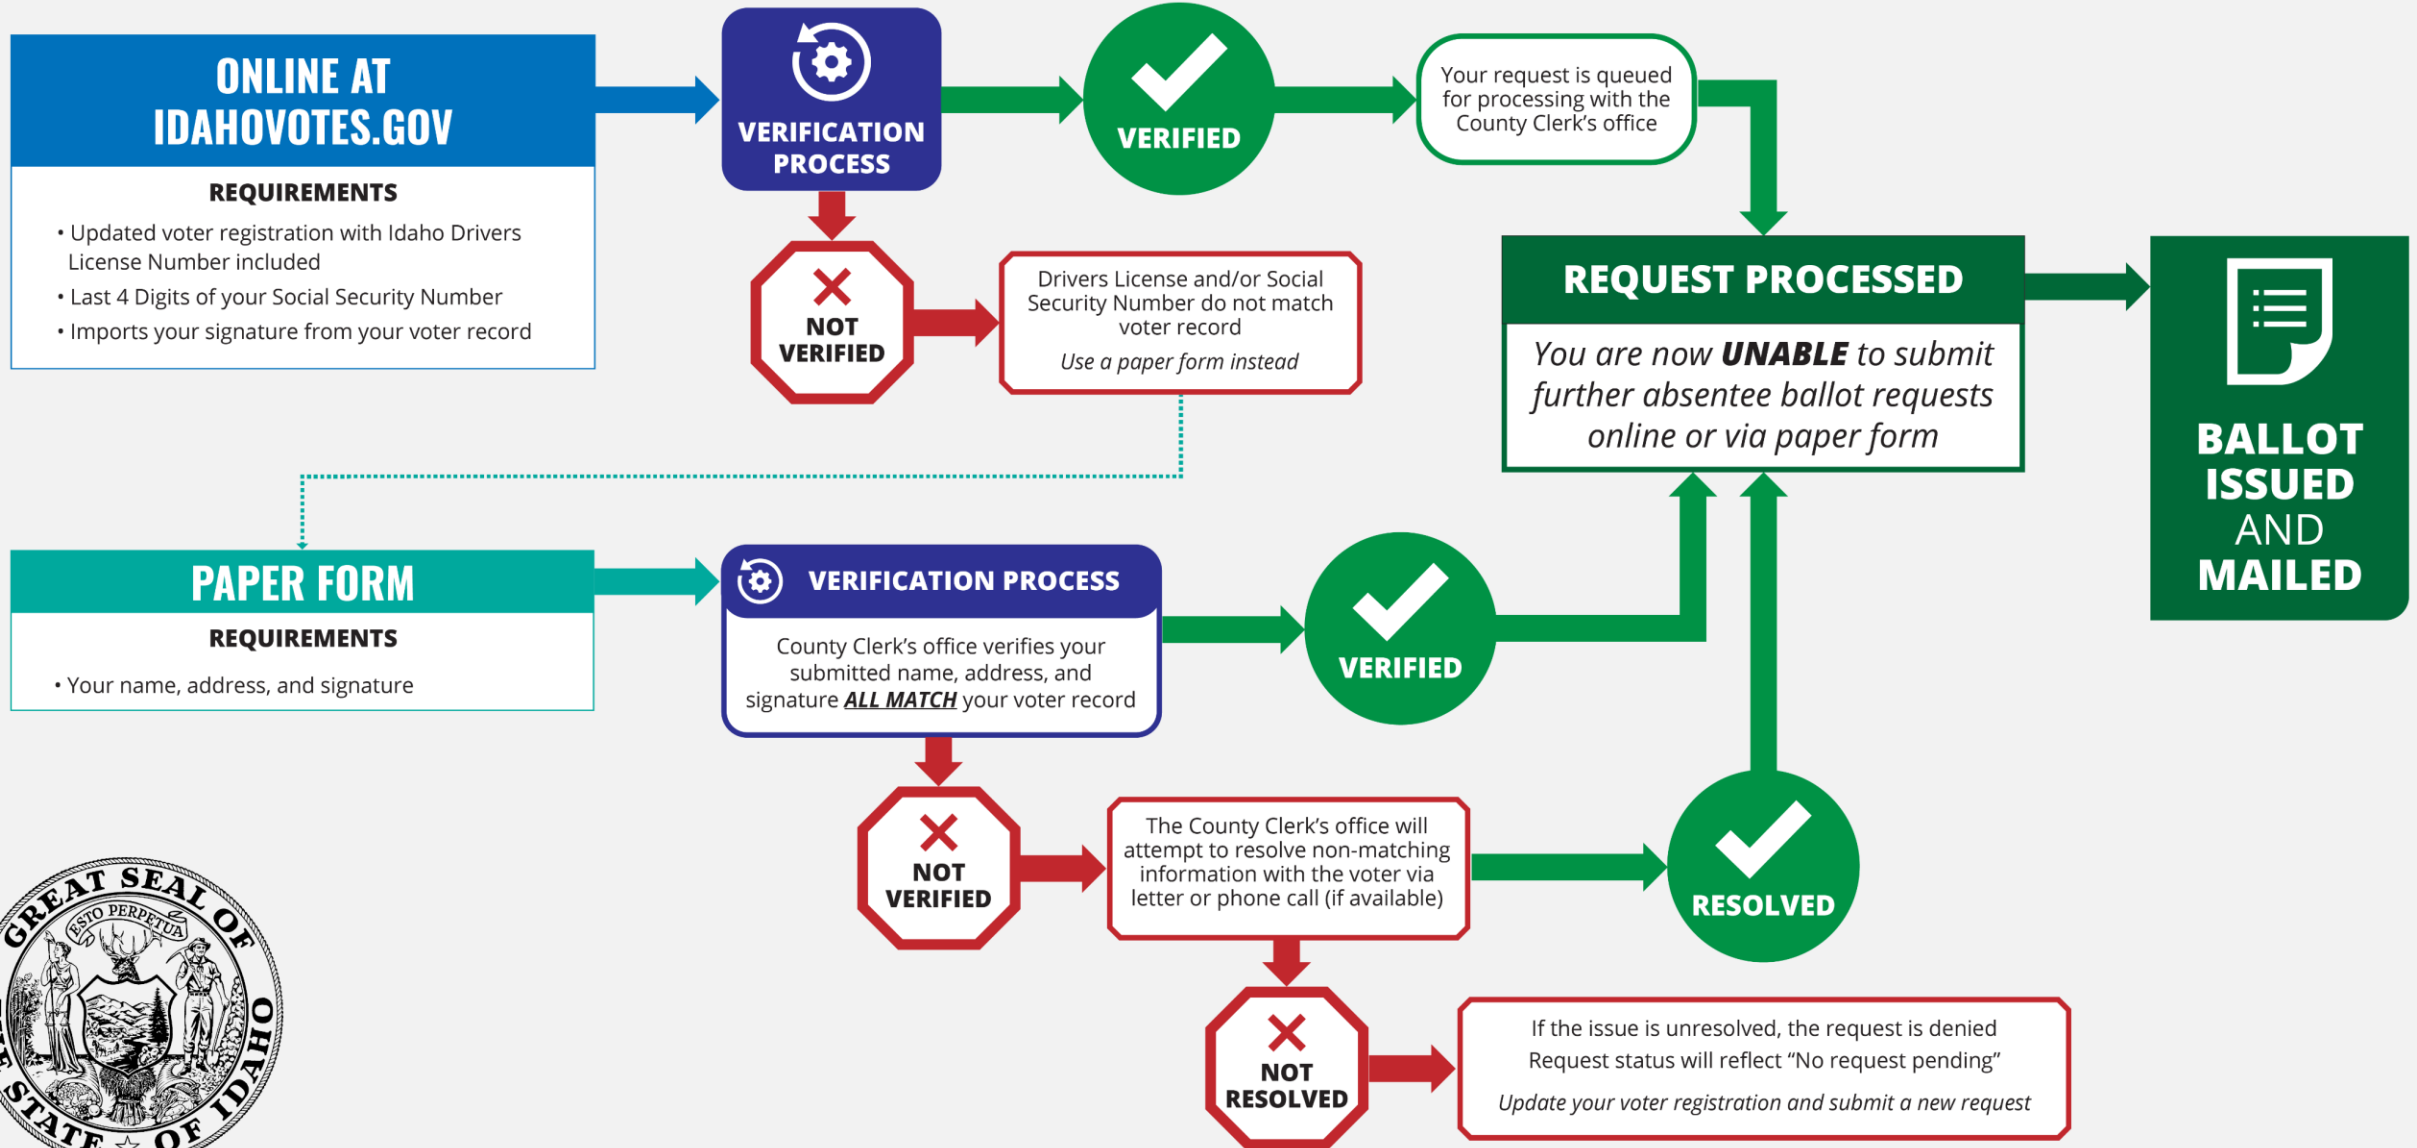 ONLINE AT
IDAHOVOTES.GOV
REQUIREMENTS
• Updated voter registration with Idaho Drivers
License Number included
• Last 4 Digits of your Social Security Number
• Imports your signature from your voter record
VERIFICATION
PROCESS
VERIFIED
Your request is queued
for processing with the
County Clerk's office
NOT
VERIFIED
Drivers License and/or Social
Security Number do not match
voter record
Use a paper form instead
REQUEST PROCESSED
You are now UNABLE to submit
further absentee ballot requests
online or via paper form
BALLOT
ISSUED
AND
MAILED
PAPER FORM
REQUIREMENTS
• Your name, address, and signature
VERIFICATION PROCESS
County Clerk's office verifies your
submitted name, address, and
signature ALL MATCH your voter record
VERIFIED
NOT
VERIFIED
The County Clerk's office will
attempt to resolve non-matching
information with the voter via
letter or phone call (if available)
RESOLVED
NOT
RESOLVED
If the issue is unresolved, the request is denied
Request status will reflect “No request pending”
Update your voter registration and submit a new request
GREAT SEAL OF
ESTO PERPETUA
STATE ☆ OF IDAHO